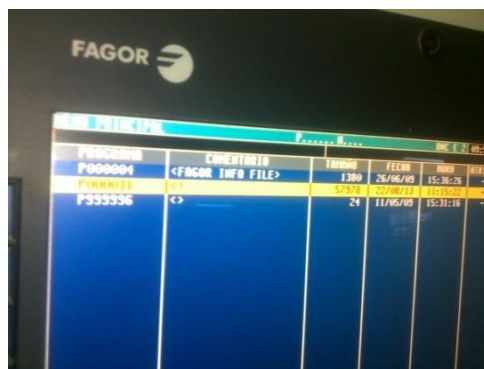 FAGOR
P..... N....
PROGRAMA COMENTARIO TAMAÑO FECHA HORA
P000004 <FAGOR INFO FILE> 1380 26/06/09 15:36:26
P000031 <> 57978 22/08/13 11:15:22
P999996 <> 24 11/05/09 15:31:16